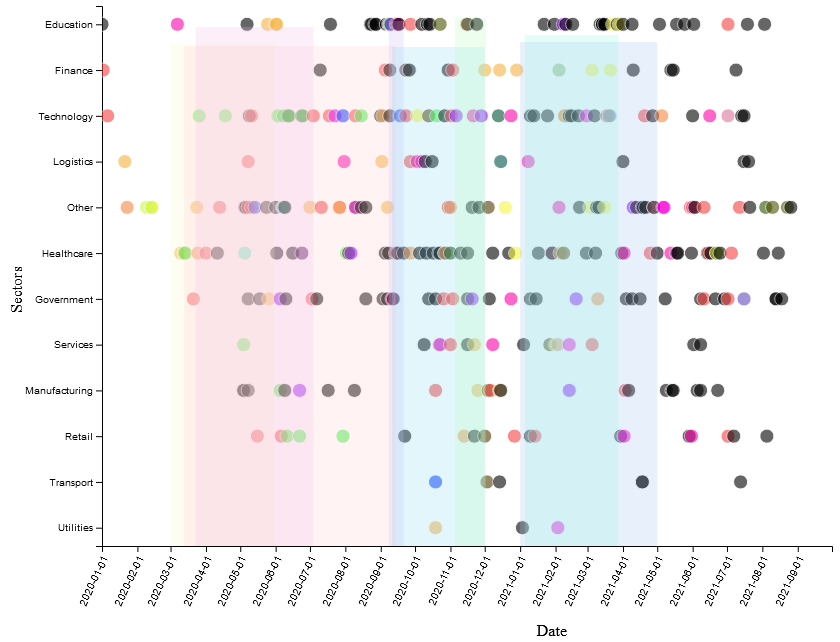 Education
Finance
Technology
Logistics
Other
Healthcare
Government
Services
Manufacturing
Retail
Transport
Utilities
Sectors
2020-01-01
2020-02-01
2020-03-01
2020-04-01
2020-05-01
2020-06-01
2020-07-01
2020-08-01
2020-09-01
2020-10-01
2020-11-01
2020-12-01
2021-01-01
2021-02-01
2021-03-01
2021-04-01
2021-05-01
2021-06-01
2021-07-01
2021-08-01
2021-09-01
Date